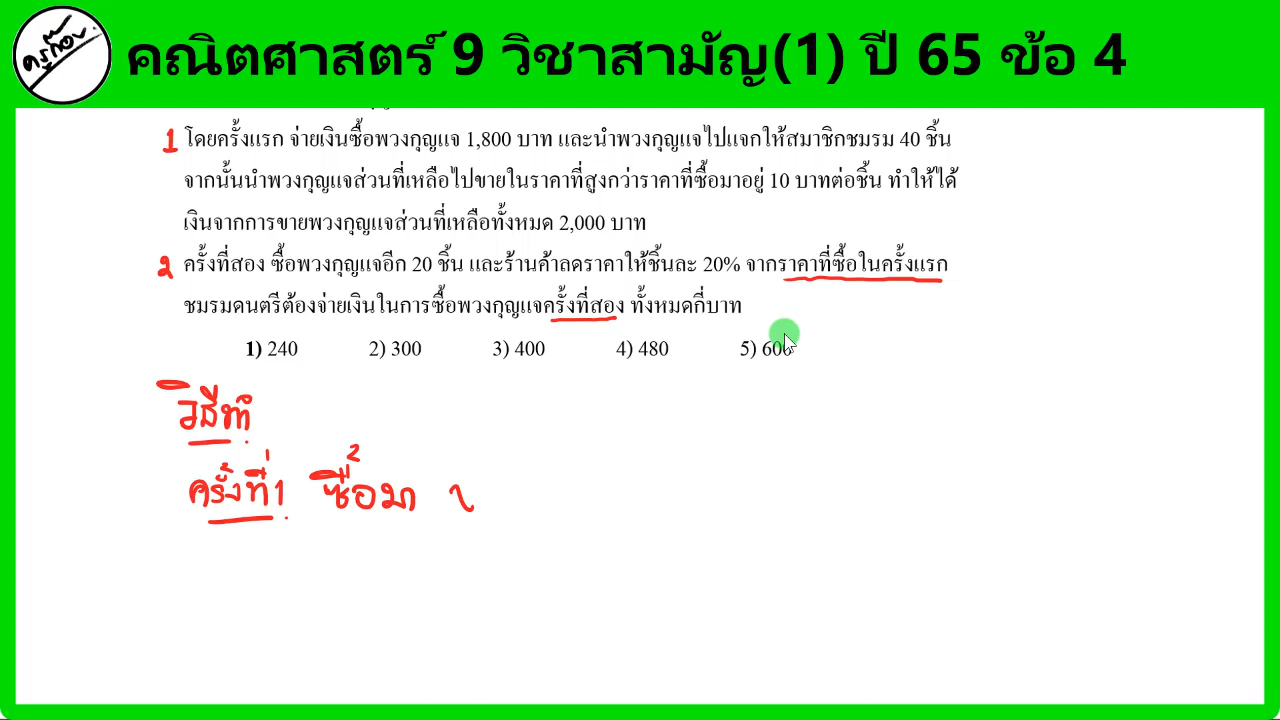 ครูก๊อบ
คณิตศาสตร์ 9 วิชาสามัญ(1) ปี 65 ข้อ 4
1 โดยครั้งแรก จ่ายเงินซื้อพวงกุญแจ 1,800 บาท และนำพวงกุญแจไปแจกให้สมาชิกชมรม 40 ชิ้น
จากนั้นนำพวงกุญแจส่วนที่เหลือไปขายในราคาที่สูงกว่าราคาที่ซื้อมาอยู่ 10 บาทต่อชิ้น ทำให้ได้
เงินจากการขายพวงกุญแจส่วนที่เหลือทั้งหมด 2,000 บาท
2 ครั้งที่สอง ซื้อพวงกุญแจอีก 20 ชิ้น และร้านค้าลดราคาให้ชิ้นละ 20% จากราคาที่ซื้อในครั้งแรก
ชมรมดนตรีต้องจ่ายเงินในการซื้อพวงกุญแจครั้งที่สอง ทั้งหมดกี่บาท
1) 240 2) 300 3) 400 4) 480 5) 600
วิธีทำ
ครั้งที่1 ซื้อมา